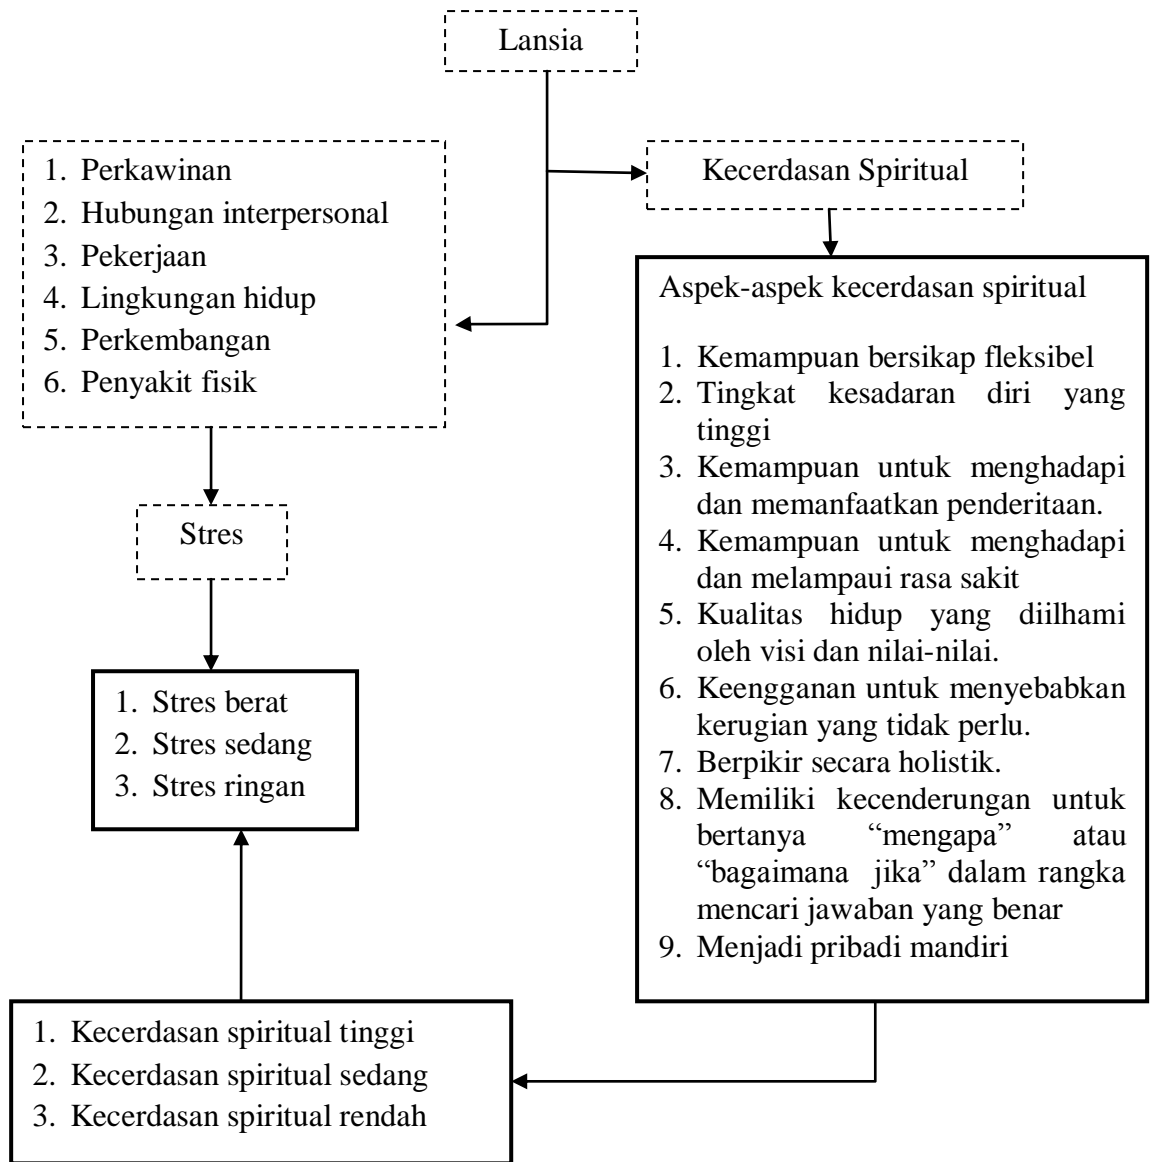 Lansia
1. Perkawinan
2. Hubungan interpersonal
3. Pekerjaan
4. Lingkungan hidup
5. Perkembangan
6. Penyakit fisik
Kecerdasan Spiritual
Aspek-aspek kecerdasan spiritual
1. Kemampuan bersikap fleksibel
2. Tingkat kesadaran diri yang
tinggi
3. Kemampuan untuk menghadapi
dan memanfaatkan penderitaan.
4. Kemampuan untuk menghadapi
dan melampaui rasa sakit
5. Kualitas hidup yang diilhami
oleh visi dan nilai-nilai.
6. Keengganan untuk menyebabkan
kerugian yang tidak perlu.
7. Berpikir secara holistik.
8. Memiliki kecenderungan untuk
bertanya “mengapa” atau
“bagaimana jika” dalam rangka
mencari jawaban yang benar
9. Menjadi pribadi mandiri
Stres
1. Stres berat
2. Stres sedang
3. Stres ringan
1. Kecerdasan spiritual tinggi
2. Kecerdasan spiritual sedang
3. Kecerdasan spiritual rendah